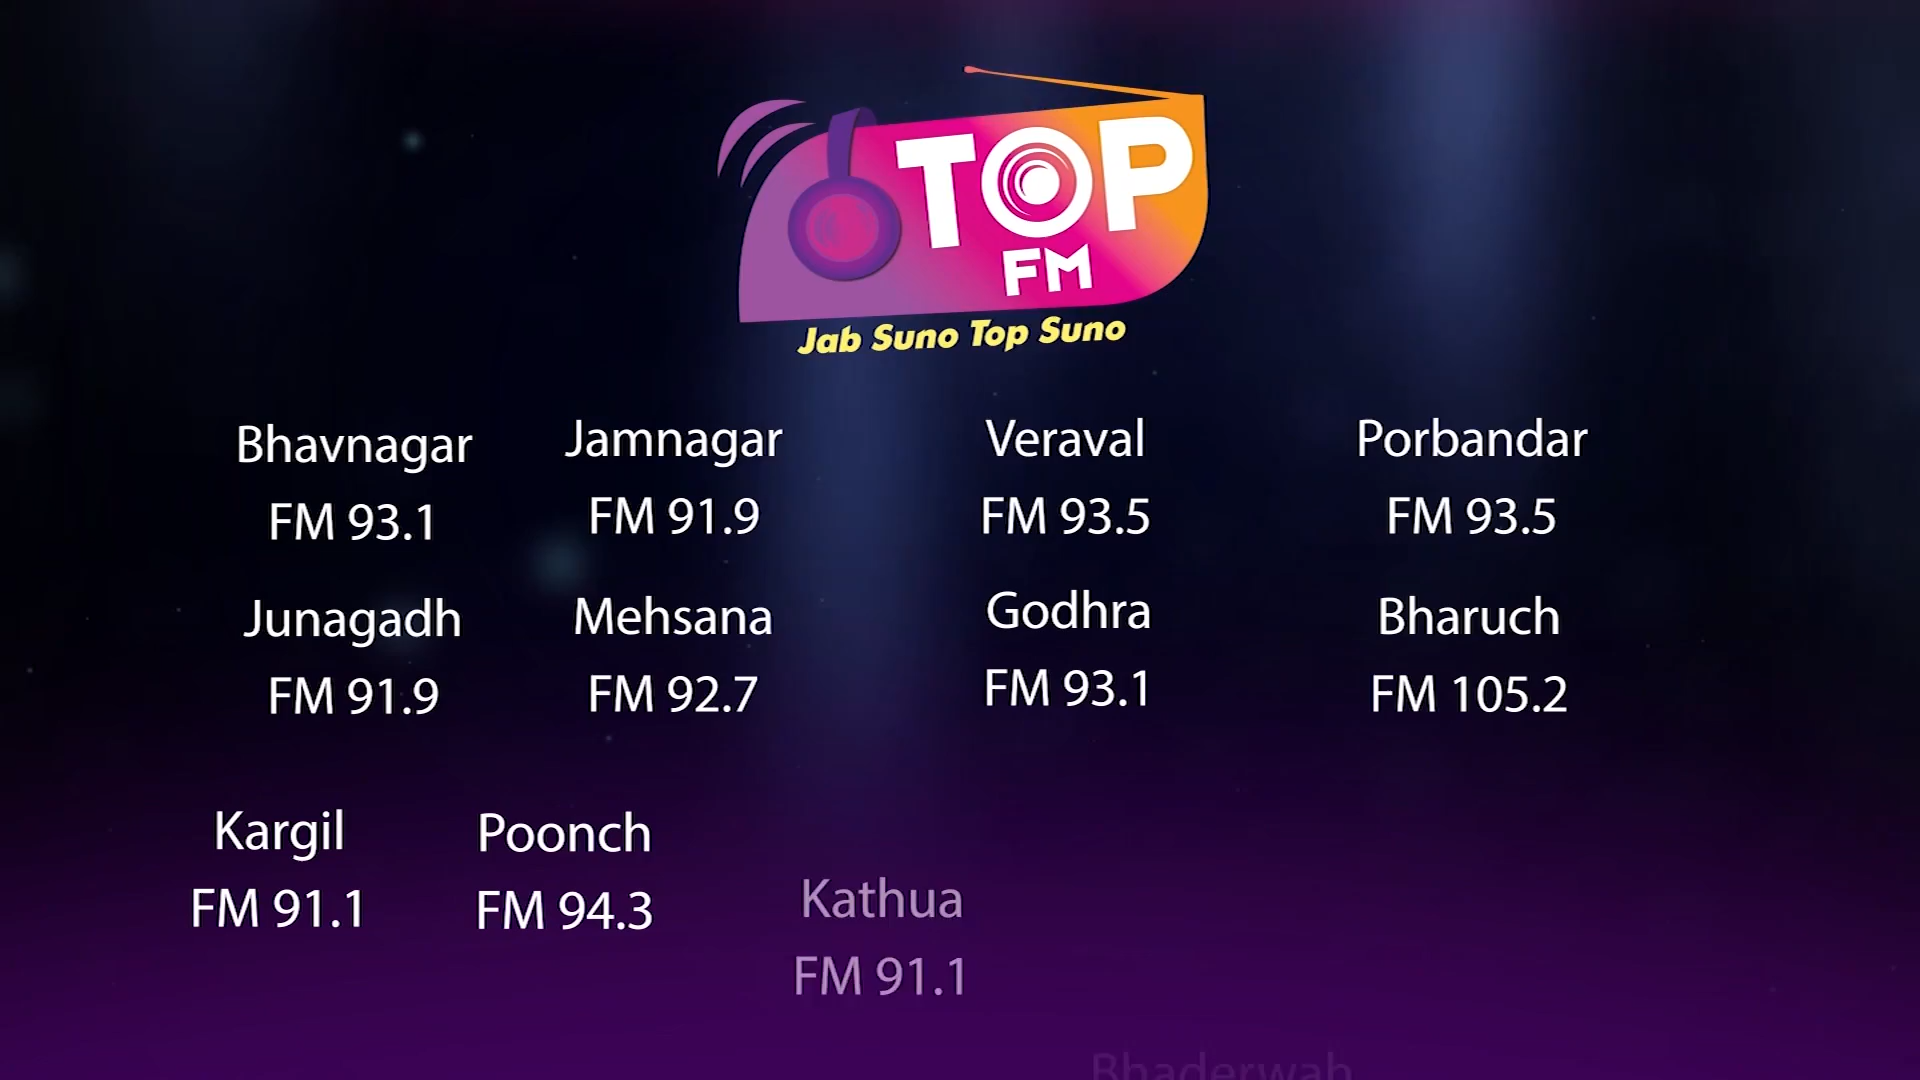 TOP
FM
Jab Suno Top Suno
Bhavnagar
FM 93.1
Jamnagar
FM 91.9
Veraval
FM 93.5
Porbandar
FM 93.5
Junagadh
FM 91.9
Mehsana
FM 92.7
Godhra
FM 93.1
Bharuch
FM 105.2
Kargil
FM 91.1
Poonch
FM 94.3
Kathua
FM 91.1
Bhaderwah